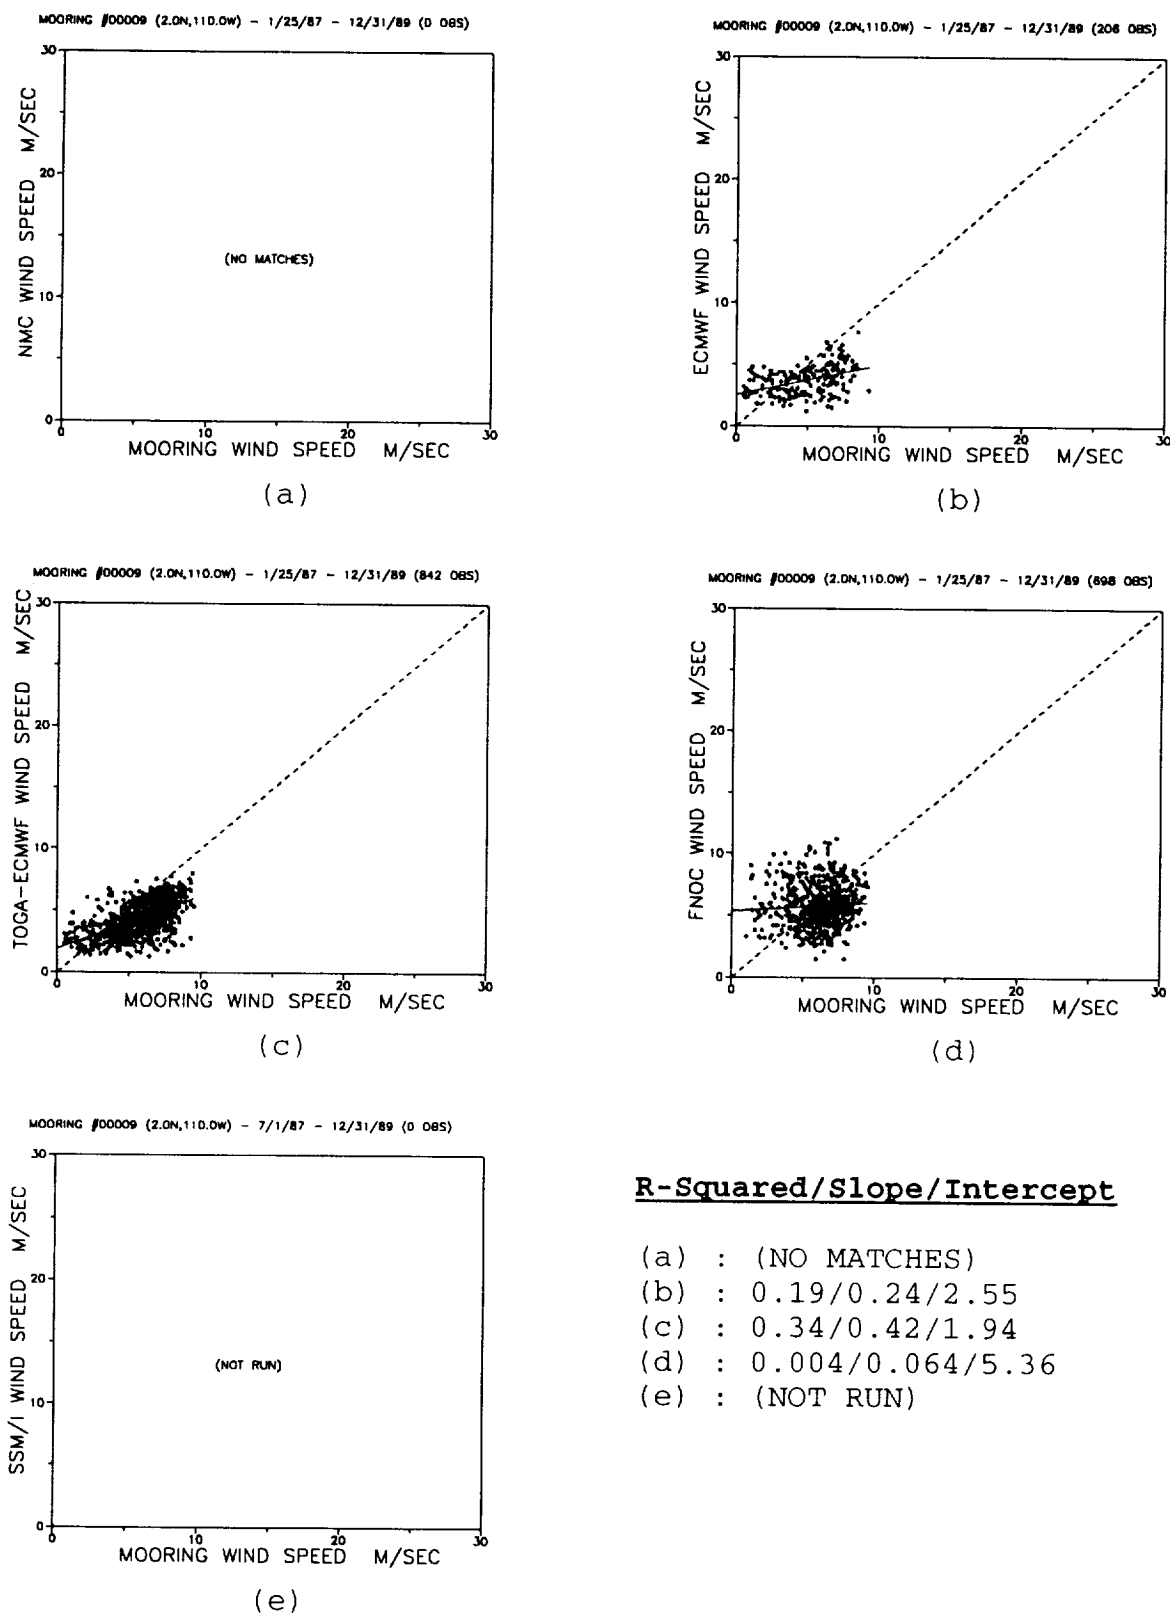 MOORING #00009 (2.0N,110.0W) - 1/25/87 - 12/31/89 (0 OBS)
30
20
10
0
NMC WIND SPEED M/SEC
(NO MATCHES)
0 10 20 30
MOORING WIND SPEED M/SEC
(a)
MOORING #00009 (2.0N,110.0W) - 1/25/87 - 12/31/89 (206 OBS)
30
20
10
0
ECMWF WIND SPEED M/SEC
0 10 20 30
MOORING WIND SPEED M/SEC
(b)
MOORING #00009 (2.0N,110.0W) - 1/25/87 - 12/31/89 (842 OBS)
30
20
10
0
TOGA-ECMWF WIND SPEED M/SEC
0 10 20 30
MOORING WIND SPEED M/SEC
(c)
MOORING #00009 (2.0N,110.0W) - 1/25/87 - 12/31/89 (698 OBS)
30
20
10
0
FNOC WIND SPEED M/SEC
0 10 20 30
MOORING WIND SPEED M/SEC
(d)
MOORING #00009 (2.0N,110.0W) - 7/1/87 - 12/31/89 (0 OBS)
30
20
10
0
SSM/I WIND SPEED M/SEC
(NOT RUN)
0 10 20 30
MOORING WIND SPEED M/SEC
(e)
R-Squared/Slope/Intercept
(a) : (NO MATCHES)
(b) : 0.19/0.24/2.55
(c) : 0.34/0.42/1.94
(d) : 0.004/0.064/5.36
(e) : (NOT RUN)